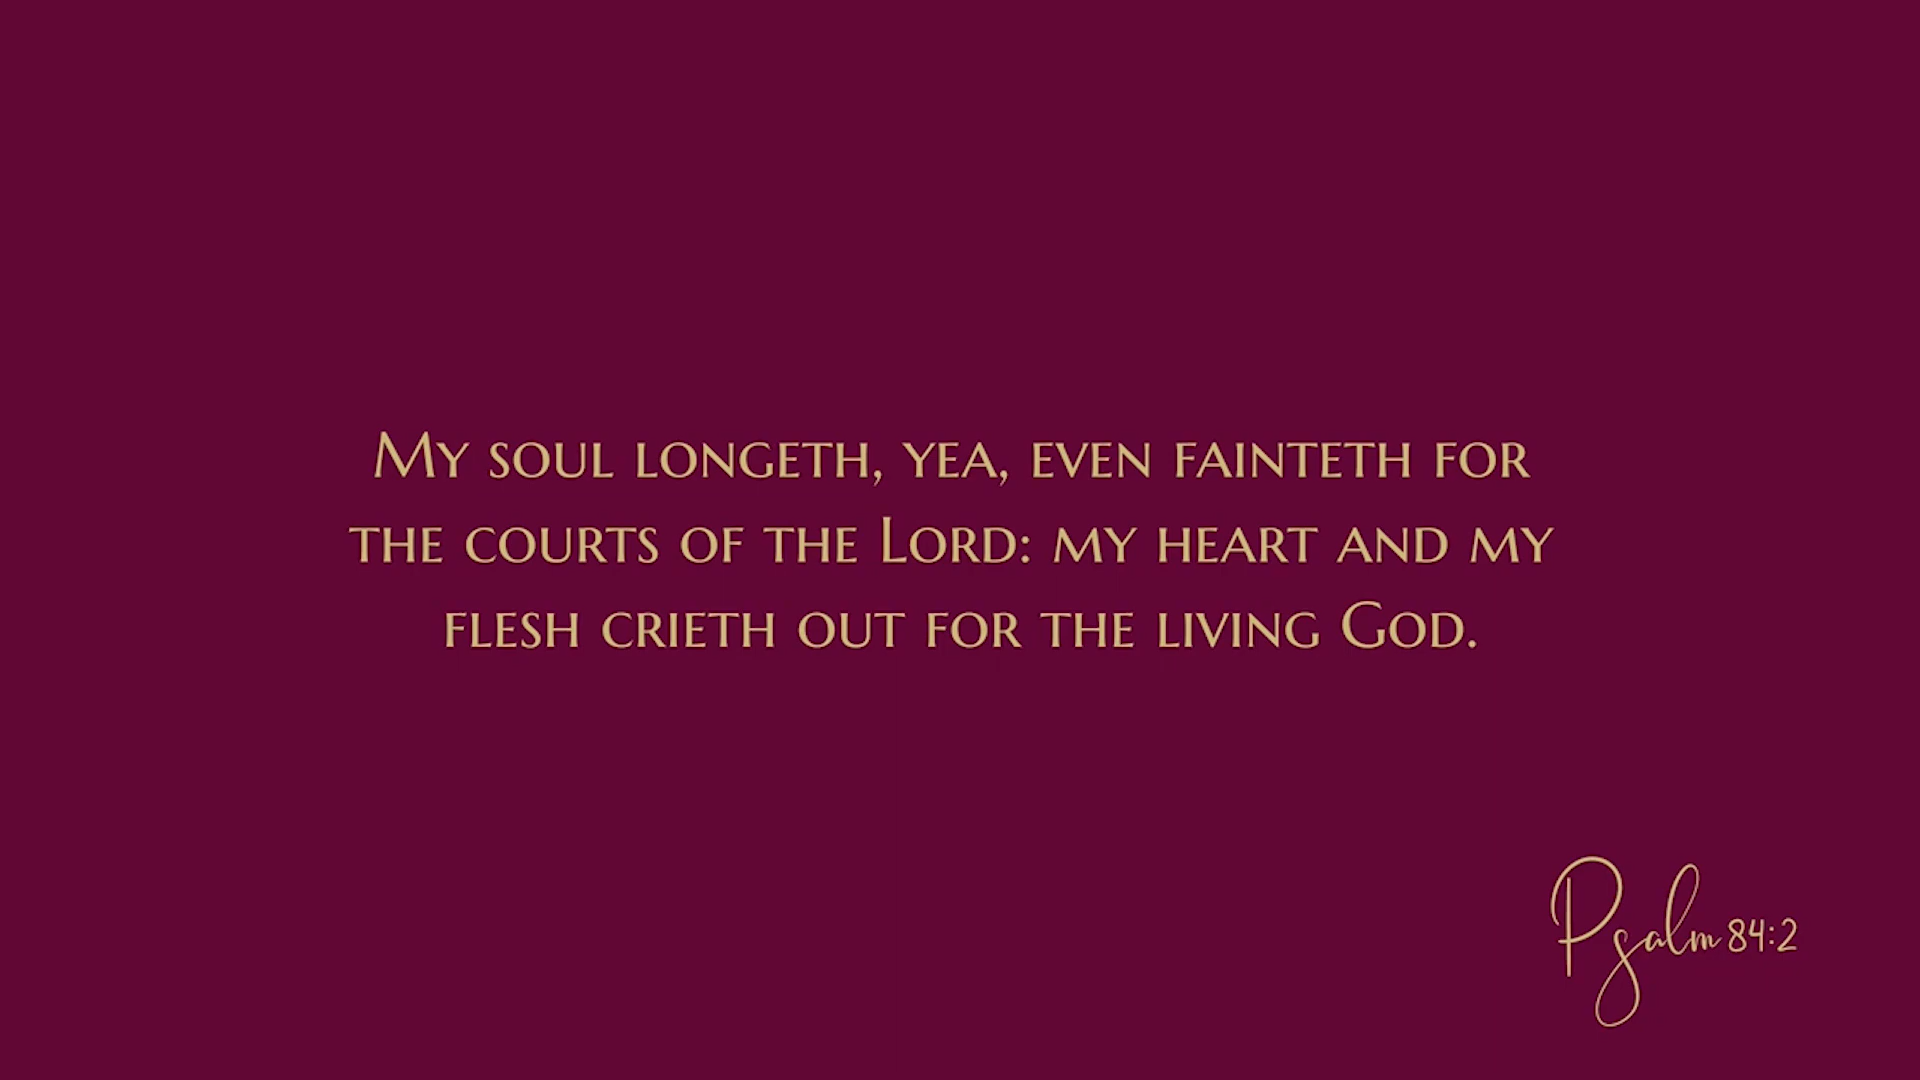 My soul longeth, yea, even fainteth for
the courts of the Lord: my heart and my
flesh crieth out for the living God.
Psalm 84:2